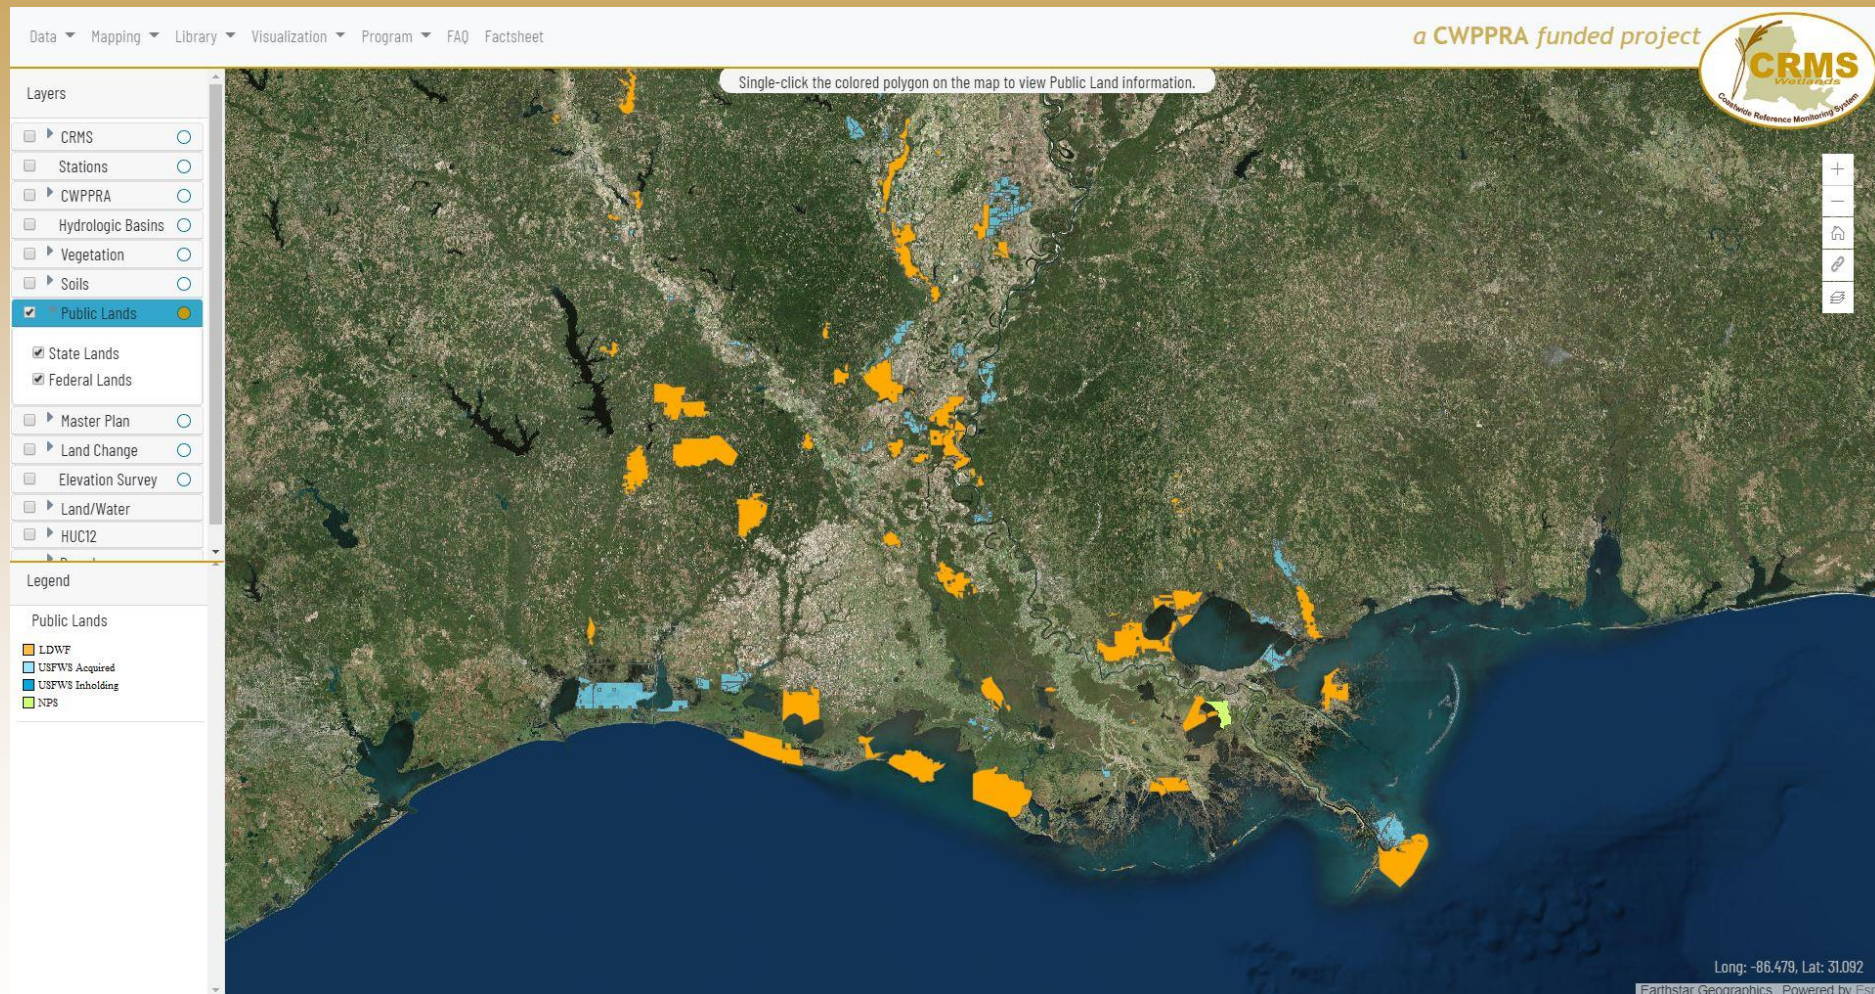 Data Mapping Library Visualization Program FAQ Factsheet
a CWPPRA funded project
CRMS
Wetlands
Coastwide Reference Monitoring System
Single-click the colored polygon on the map to view Public Land information.
Layers
CRMS
Stations
CWPPRA
Hydrologic Basins
Vegetation
Soils
Public Lands
State Lands
Federal Lands
Master Plan
Land Change
Elevation Survey
Land/Water
HUC12
Legend
Public Lands
LDWF
USFWS Acquired
USFWS Inholding
NPS
Long: -86.479, Lat: 31.092
Earthstar Geographics Powered by Esri